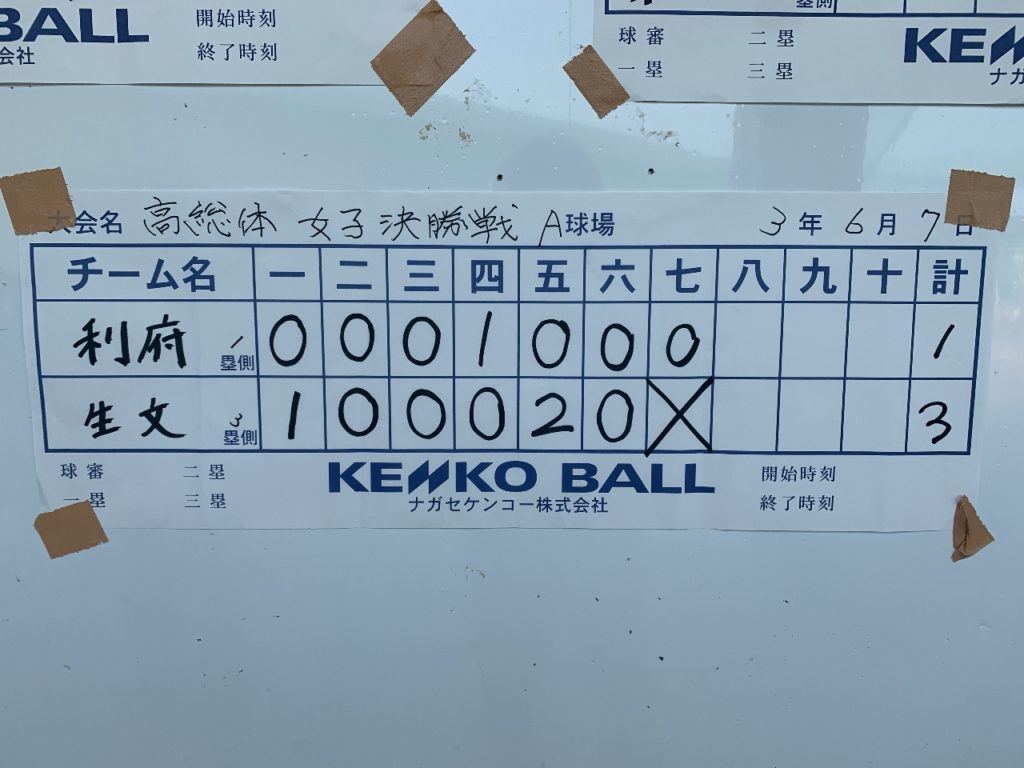 BALL 開始時刻
会社 終了時刻
塁側
球審 二塁 KEN
一塁 三塁 ナガ
大会名 高総体 女子決勝戦 A球場 3年6月7日
チーム名 一 二 三 四 五 六 七 八 九 十 計
利府 1塁側 0 0 0 1 0 0 0 1
生文 3塁側 1 0 0 0 2 0 X 3
球審 二塁 KENKO BALL 開始時刻
一塁 三塁 ナガセケンコー株式会社 終了時刻